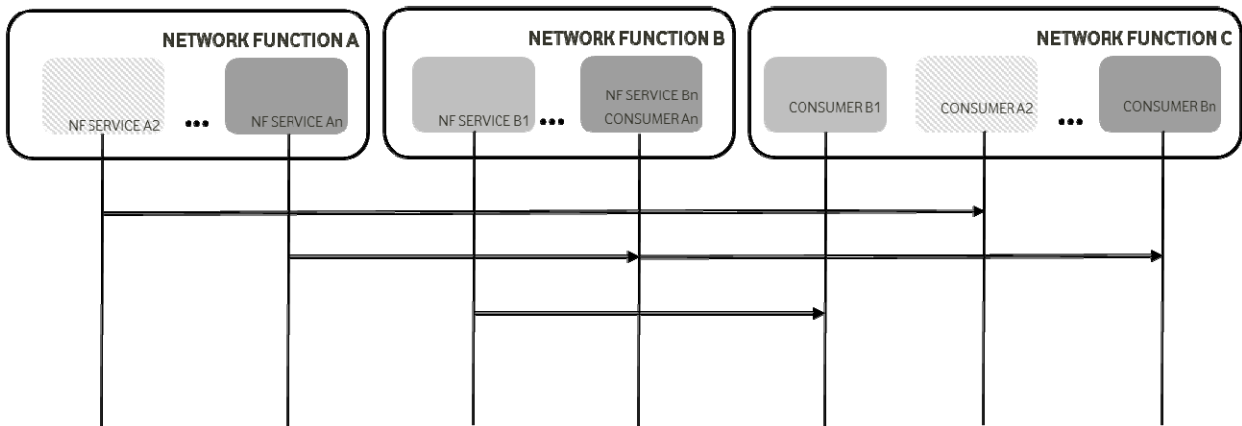 NETWORK FUNCTION A
NF SERVICE A2
...
NF SERVICE An
NETWORK FUNCTION B
NF SERVICE B1
...
NF SERVICE Bn
CONSUMER An
NETWORK FUNCTION C
CONSUMER B1
CONSUMER A2
...
CONSUMER Bn